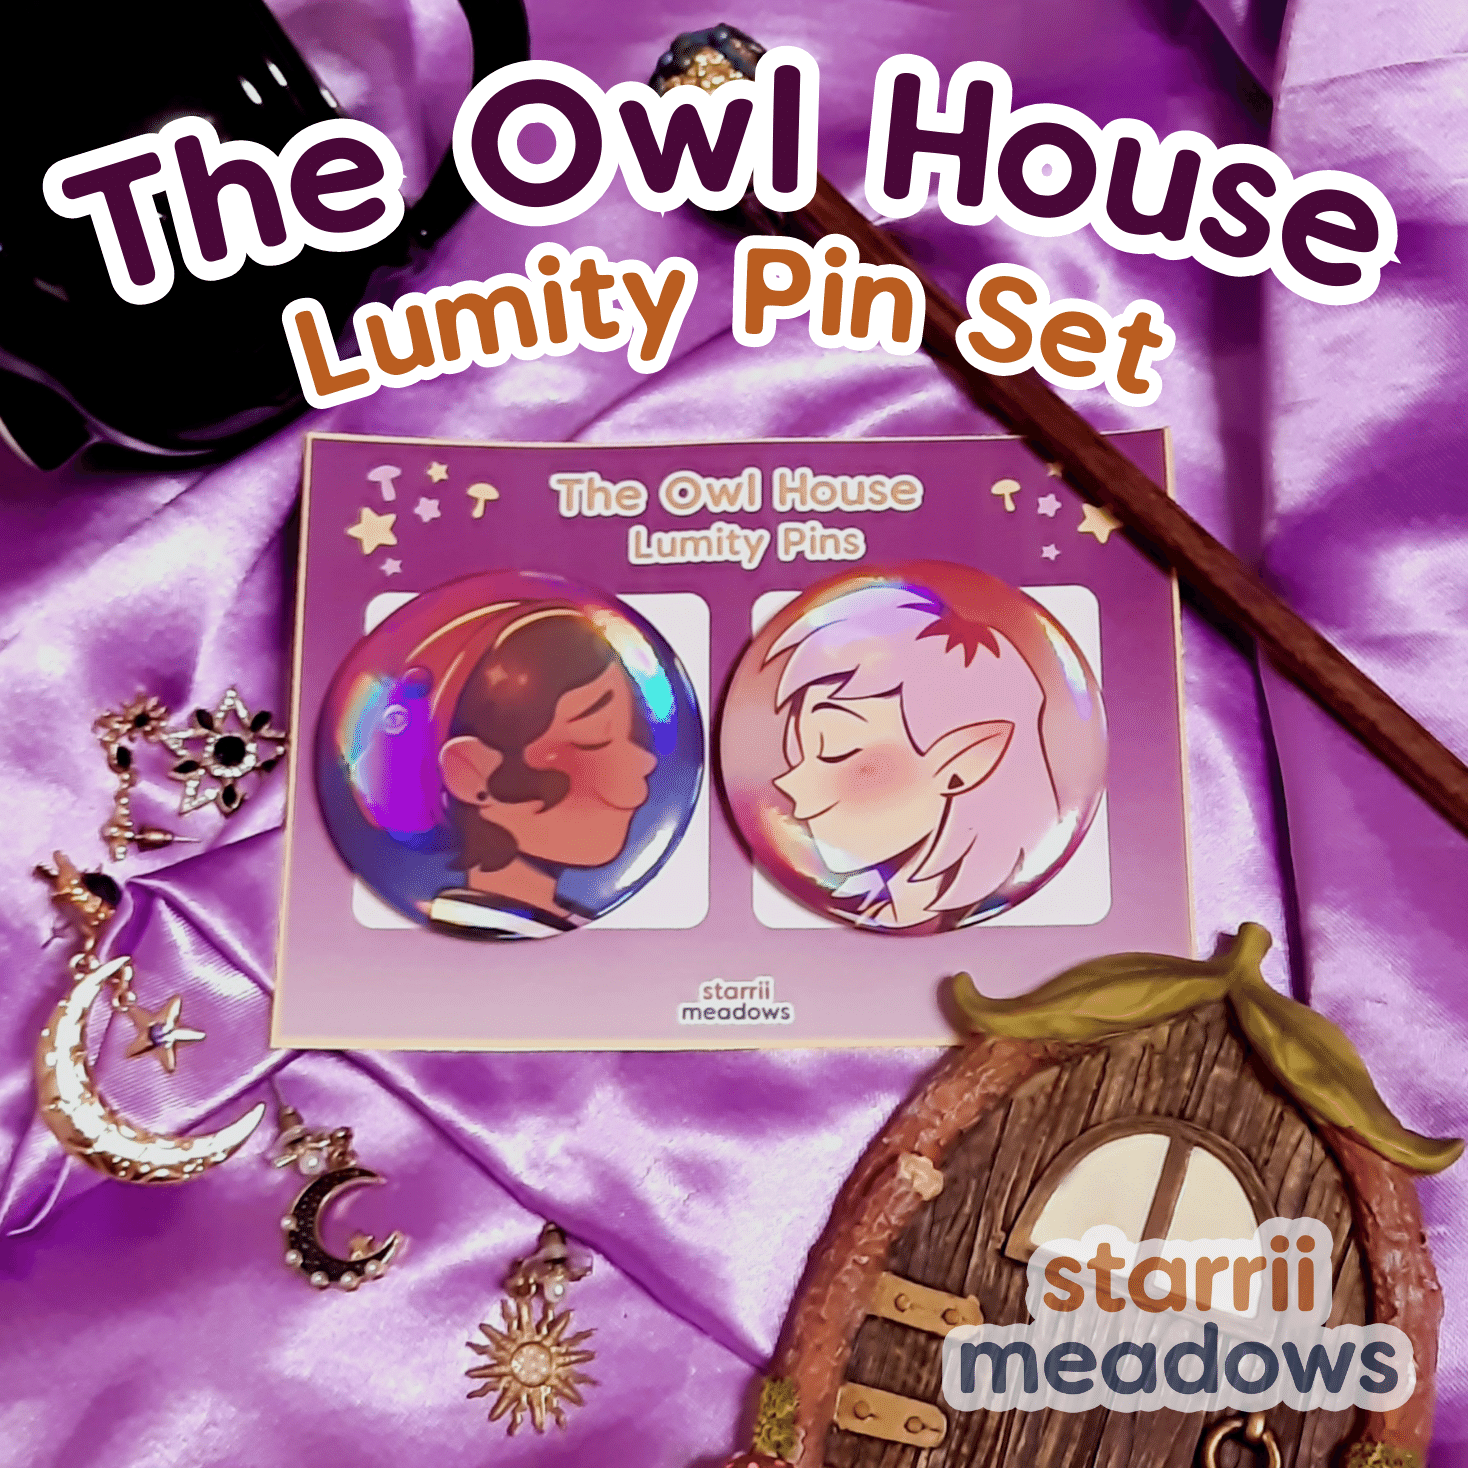 The Owl House
Lumity Pin Set
The Owl House
Lumity Pins
starrii
meadows
starrii
meadows